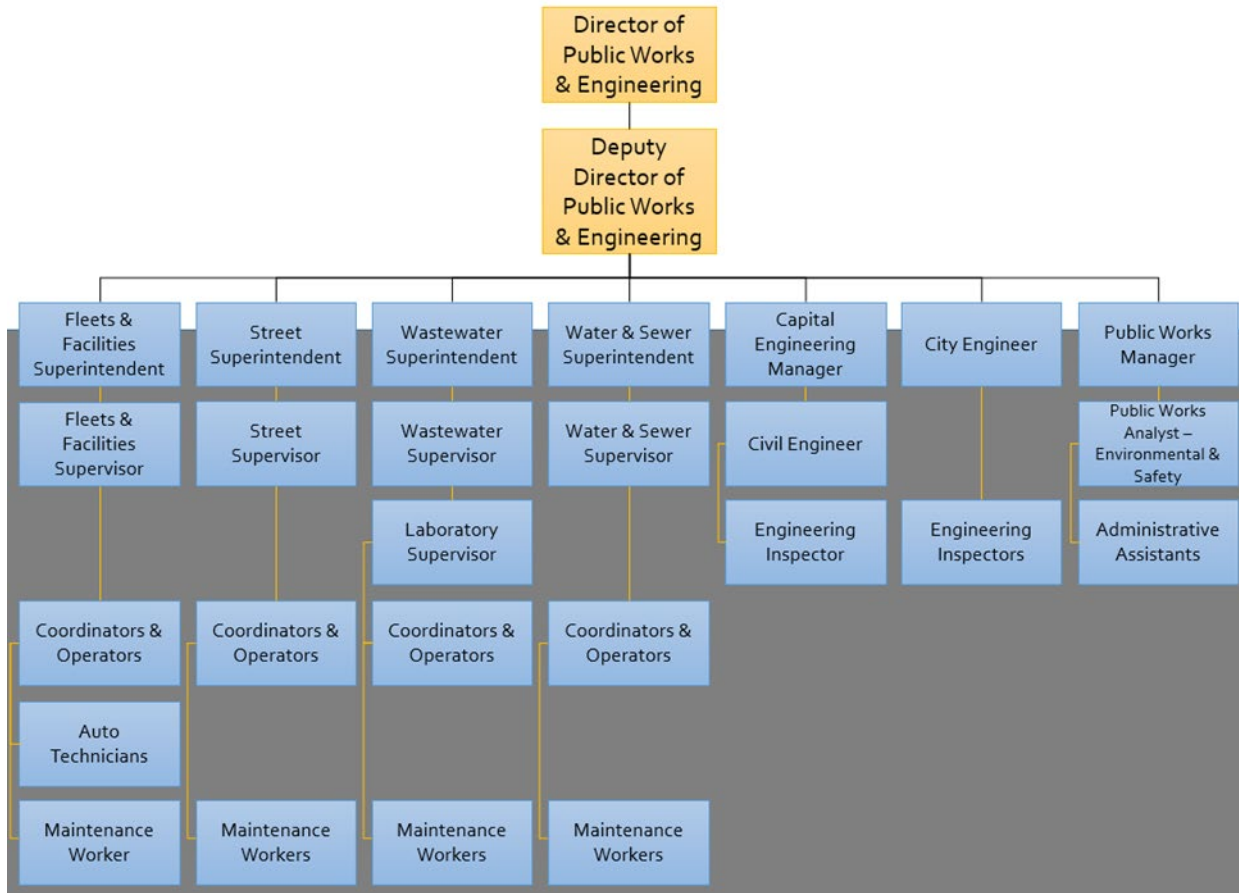 Director of
Public Works
& Engineering
Deputy
Director of
Public Works
& Engineering
Fleets &
Facilities
Superintendent
Street
Superintendent
Wastewater
Superintendent
Water & Sewer
Superintendent
Capital
Engineering
Manager
City Engineer
Public Works
Manager
Fleets &
Facilities
Supervisor
Street
Supervisor
Wastewater
Supervisor
Water & Sewer
Supervisor
Civil Engineer
Public Works
Analyst –
Environmental &
Safety
Laboratory
Supervisor
Engineering
Inspector
Engineering
Inspectors
Administrative
Assistants
Coordinators &
Operators
Coordinators &
Operators
Coordinators &
Operators
Coordinators &
Operators
Auto
Technicians
Maintenance
Worker
Maintenance
Workers
Maintenance
Workers
Maintenance
Workers